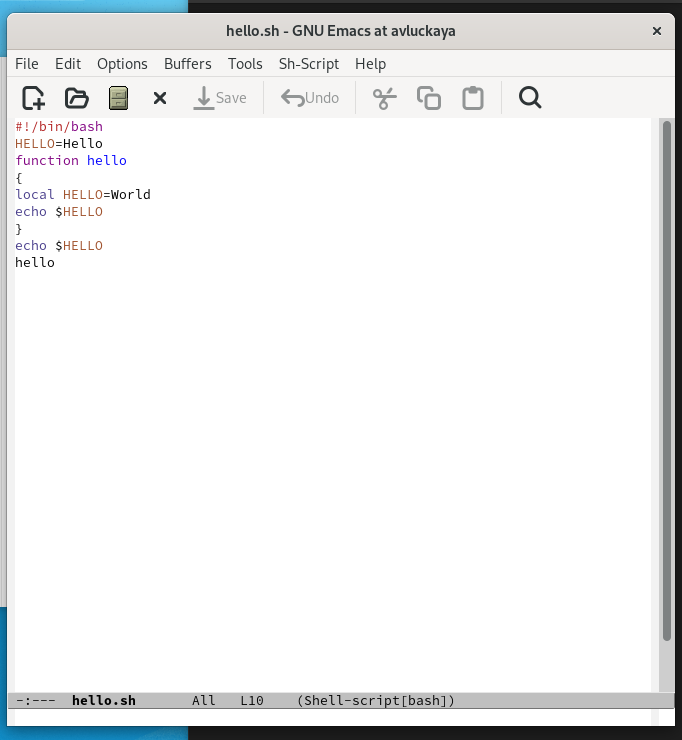 hello.sh - GNU Emacs at avluckaya
File Edit Options Buffers Tools Sh-Script Help
Save Undo
#!/bin/bash
HELLO=Hello
function hello
{
local HELLO=World
echo $HELLO
}
echo $HELLO
hello
-:--- hello.sh All L10 (Shell-script[bash])